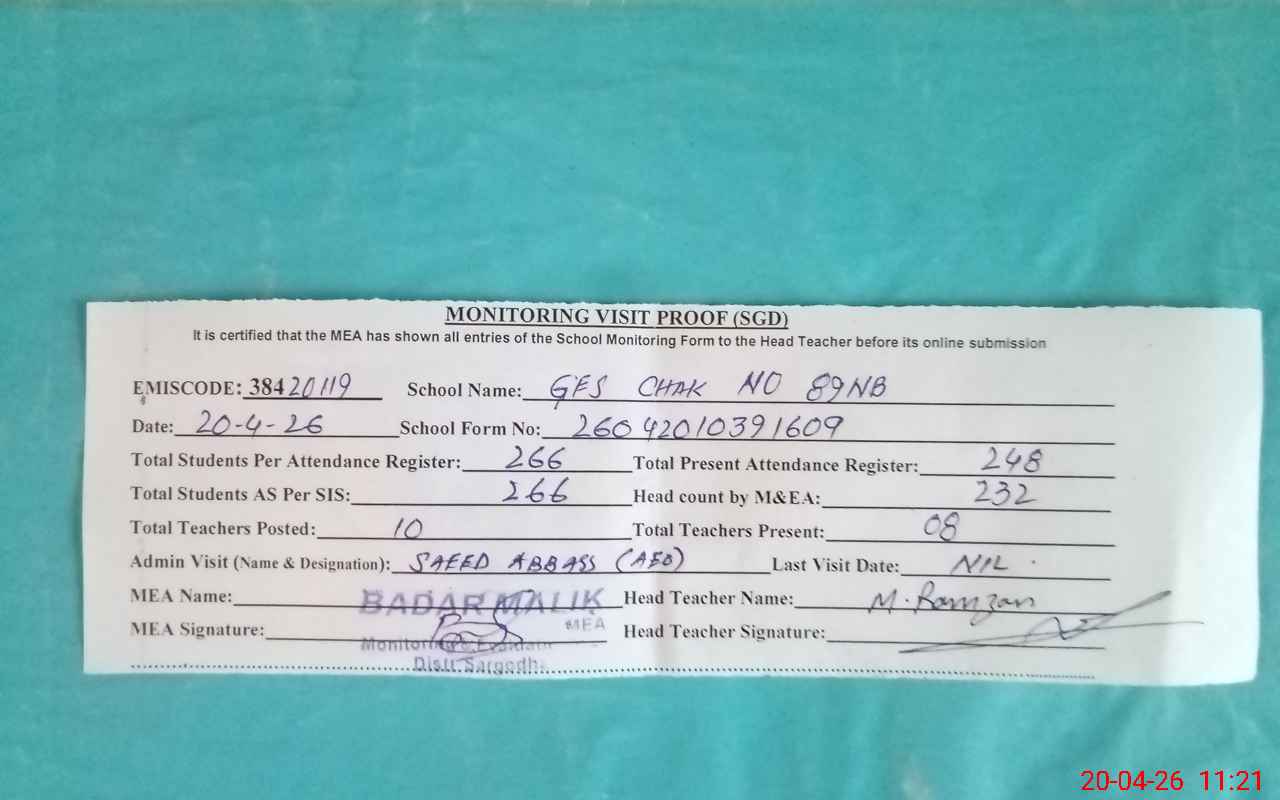 MONITORING VISIT PROOF (SGD)
It is certified that the MEA has shown all entries of the School Monitoring Form to the Head Teacher before its online submission
EMISCODE: 38420119 School Name: GES CHAK NO 89NB
Date: 20-4-26 School Form No: 26042010391609
Total Students Per Attendance Register: 266 Total Present Attendance Register: 248
Total Students AS Per SIS: 266 Head count by M&EA: 232
Total Teachers Posted: 10 Total Teachers Present: 08
Admin Visit (Name & Designation): SAEED ABBASS (AEO) Last Visit Date: NIL
MEA Name: BADAR MALIK Head Teacher Name: M. Ramzan
MEA
MEA Signature: Head Teacher Signature:
Monitoring & Evaluation
Distt Sargodha
20-04-26 11:21